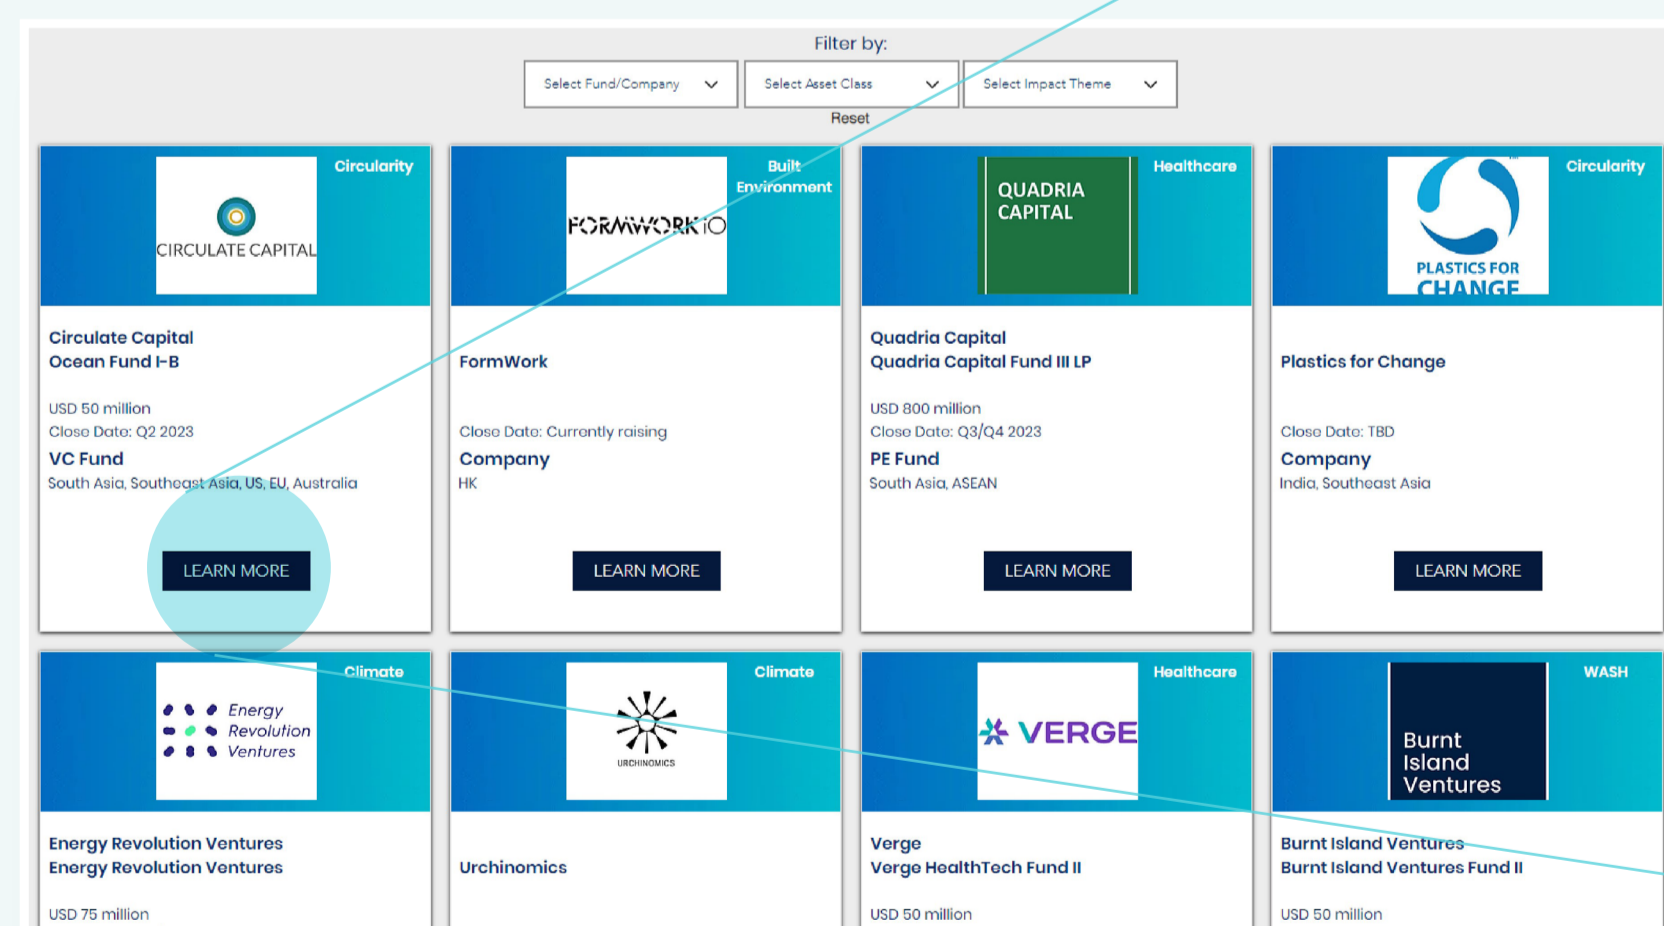 Filter by:
Select Fund/Company
Select Asset Class
Select Impact Theme
Reset
Circularity
CIRCULATE CAPITAL
Circulate Capital
Ocean Fund I-B
USD 50 million
Close Date: Q2 2023
VC Fund
South Asia, Southeast Asia, US, EU, Australia
LEARN MORE
Built
Environment
FORMWORK iO
FormWork
Close Date: Currently raising
Company
HK
LEARN MORE
Healthcare
QUADRIA
CAPITAL
Quadria Capital
Quadria Capital Fund III LP
USD 800 million
Close Date: Q3/Q4 2023
PE Fund
South Asia, ASEAN
LEARN MORE
Circularity
PLASTICS FOR
CHANGE
Plastics for Change
Close Date: TBD
Company
India, Southeast Asia
LEARN MORE
Climate
Energy
Revolution
Ventures
Energy Revolution Ventures
Energy Revolution Ventures
USD 75 million
Climate
URCHINOMICS
Urchinomics
Healthcare
VERGE
Verge
Verge HealthTech Fund II
USD 50 million
WASH
Burnt
Island
Ventures
Burnt Island Ventures
Burnt Island Ventures Fund II
USD 50 million